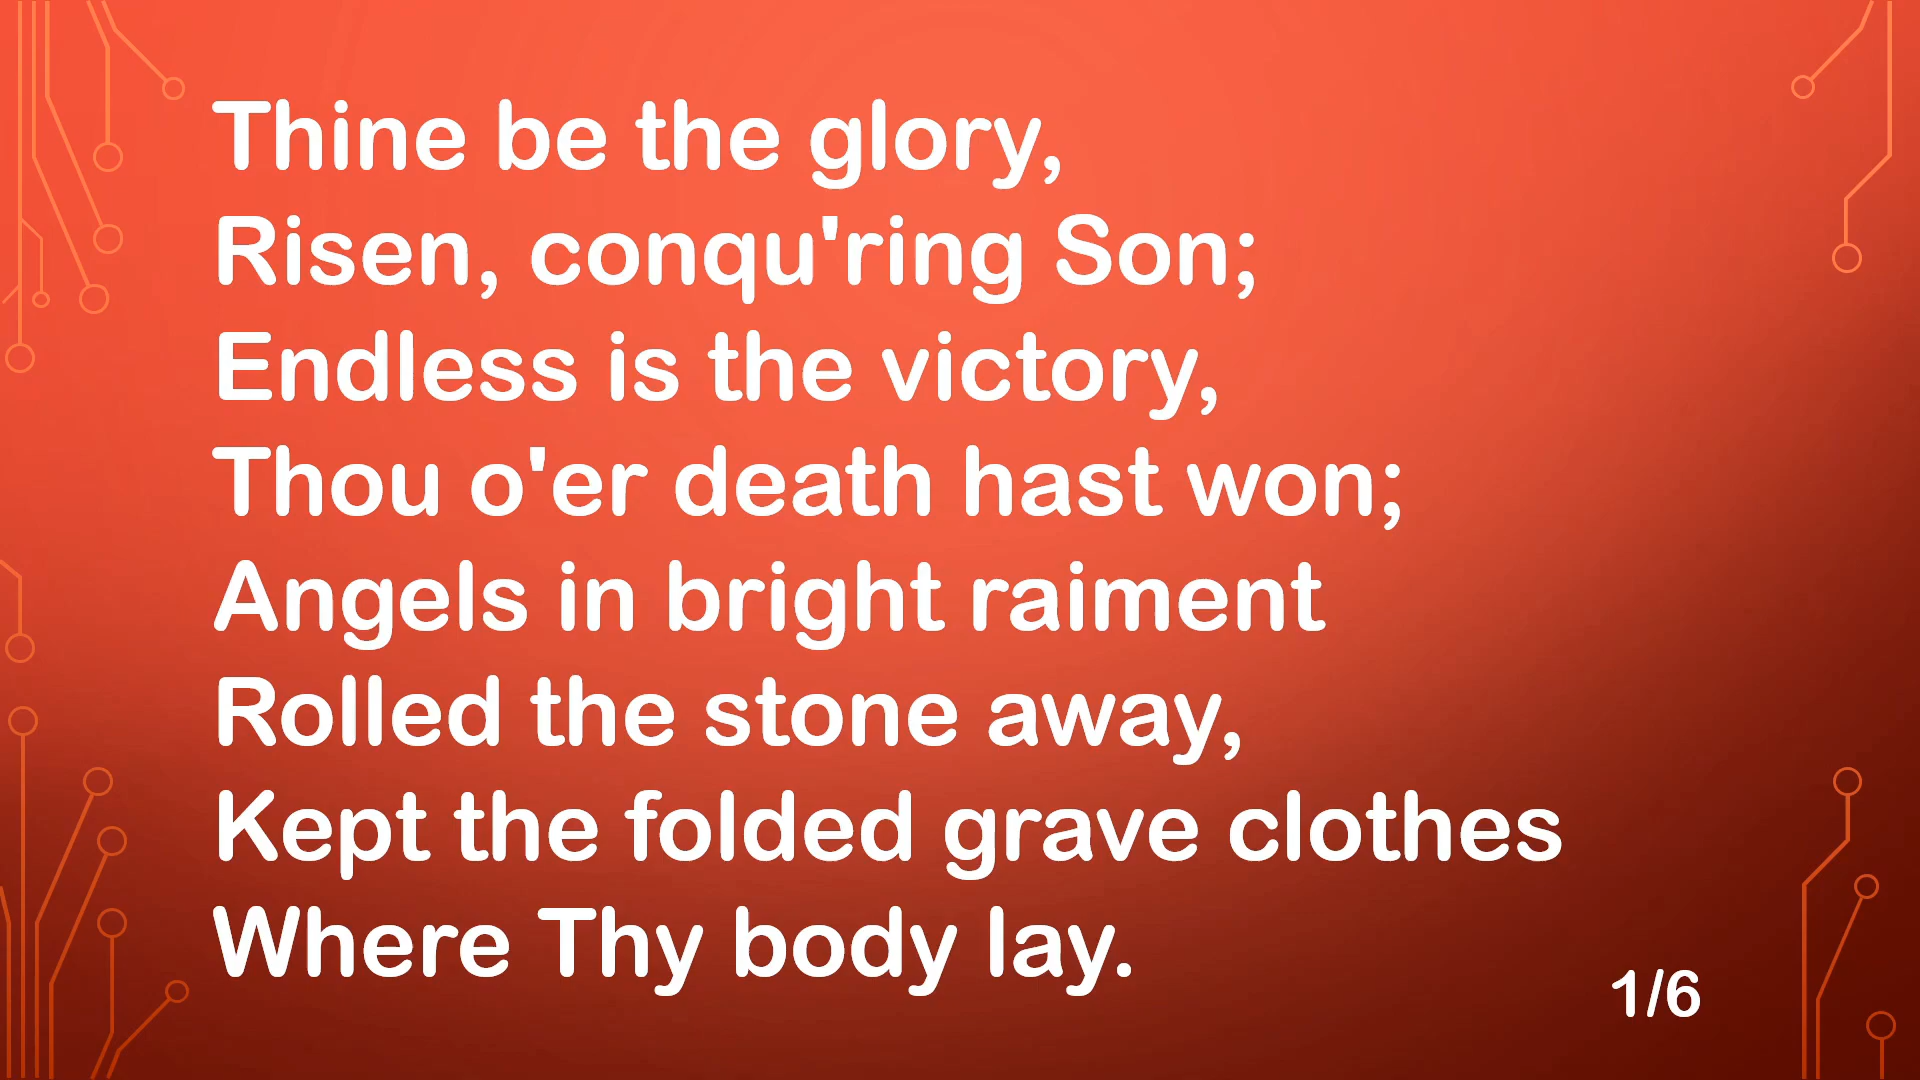 Thine be the glory,
Risen, conqu'ring Son;
Endless is the victory,
Thou o'er death hast won;
Angels in bright raiment
Rolled the stone away,
Kept the folded grave clothes
Where Thy body lay.
1/6